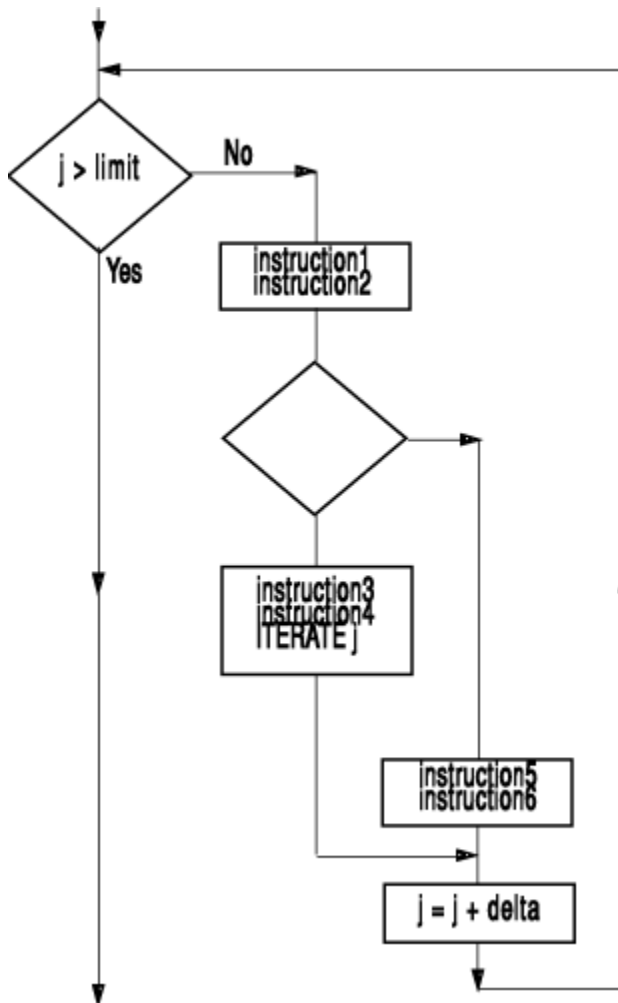 j > limit
No
Yes
instruction1
instruction2
instruction3
instruction4
ITERATE j
instruction5
instruction6
j = j + delta